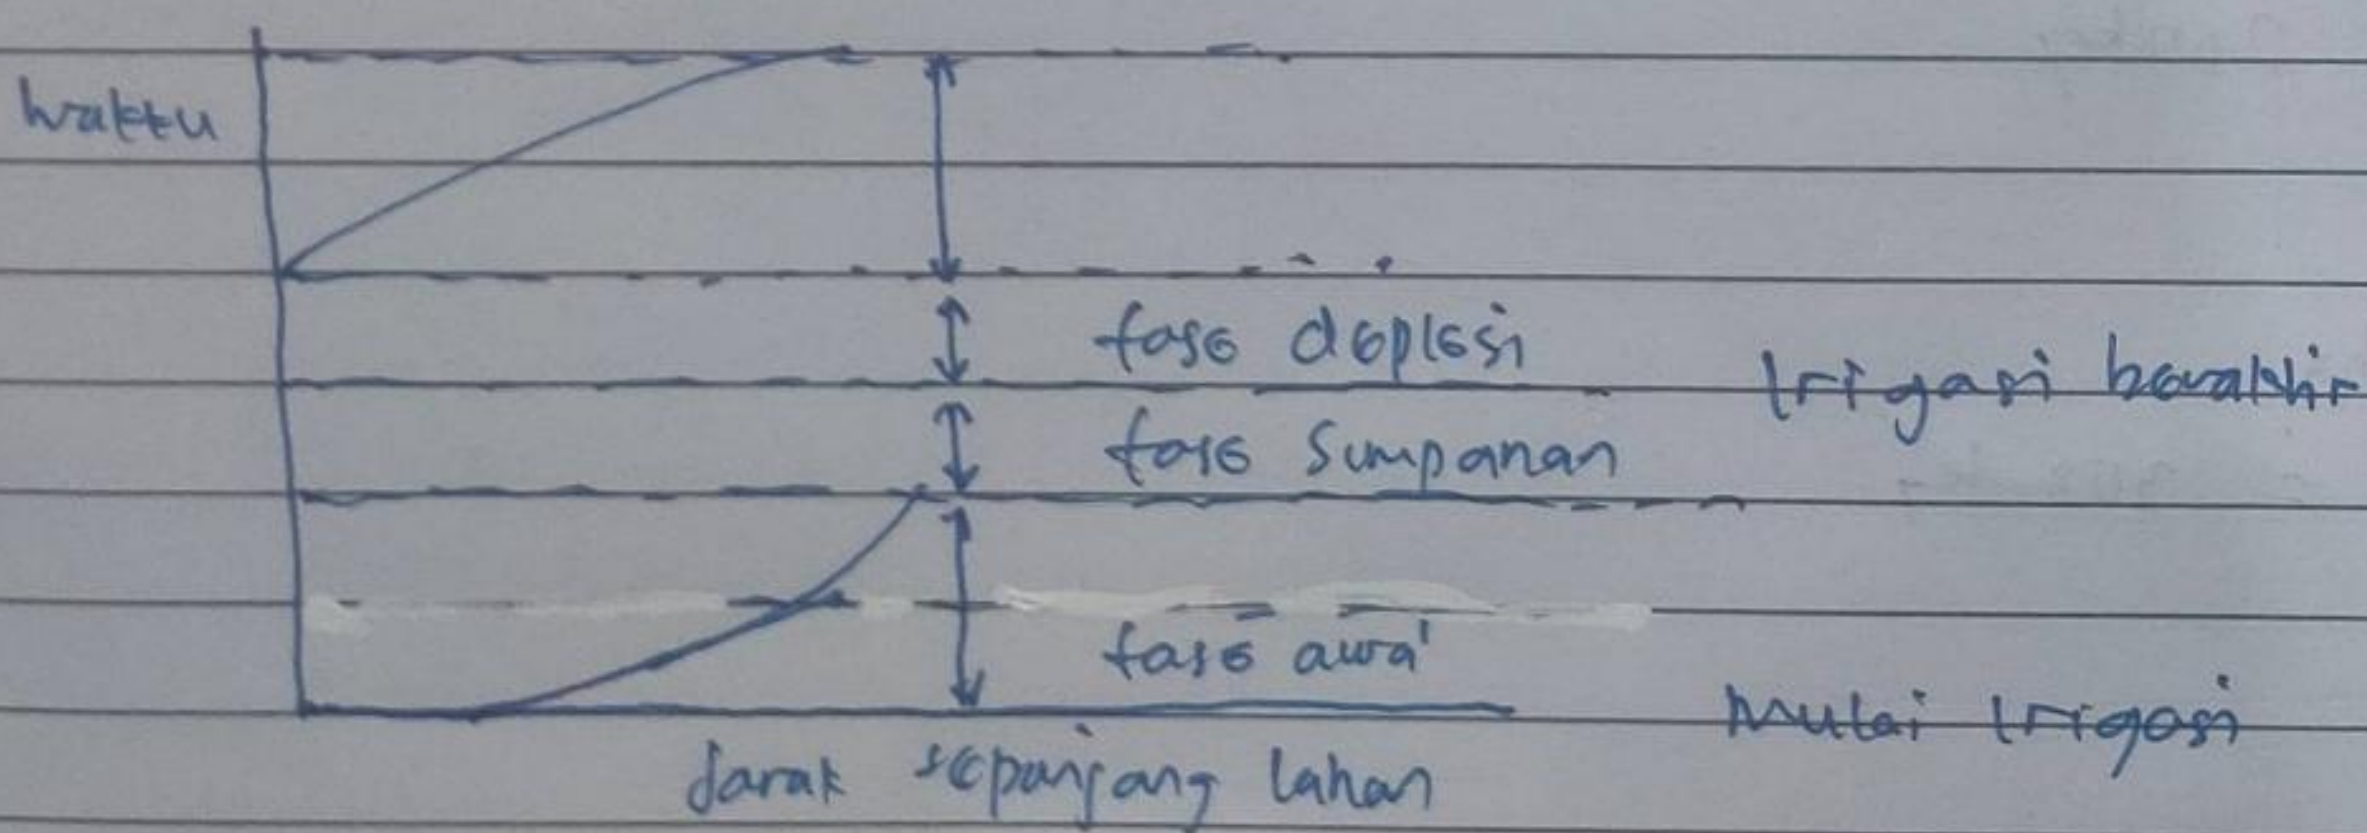 waktu
fase deplesi
Irigasi berakhir
fase Simpanan
fase awal
Mulai Irigasi
Jarak sepanjang lahan